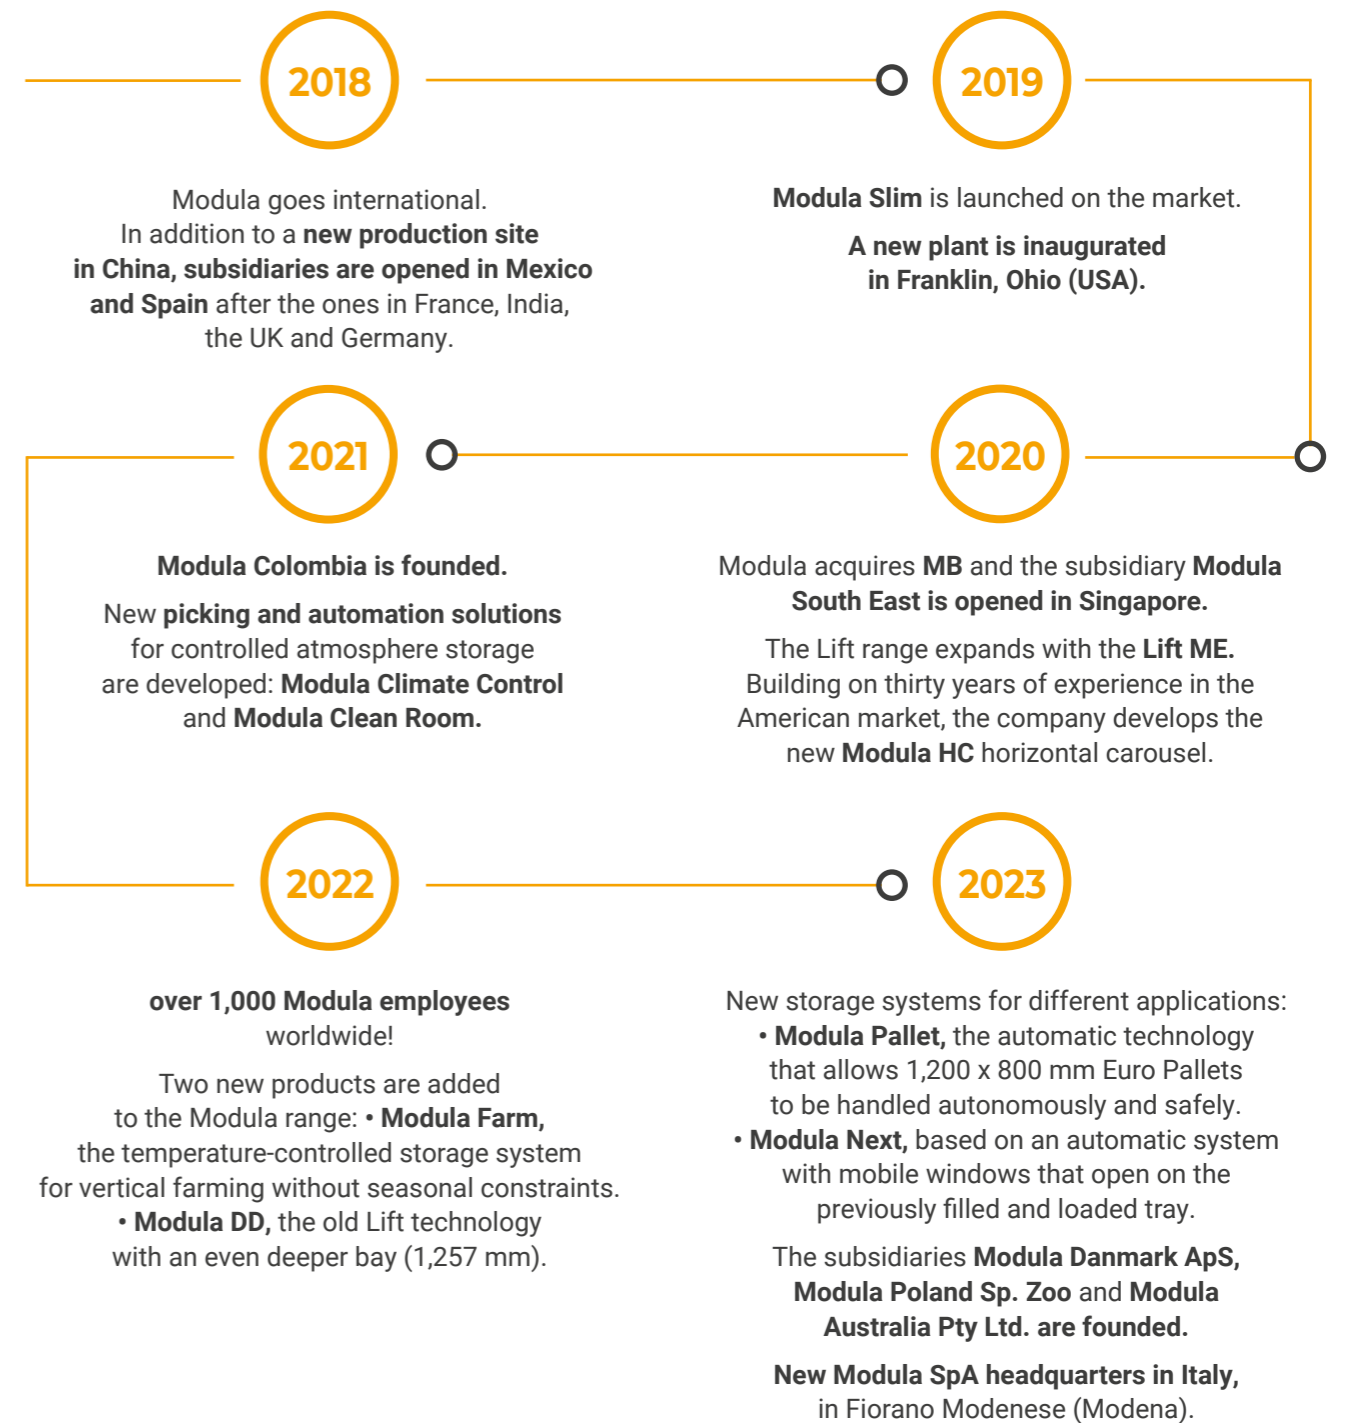 2018
Modula goes international.
In addition to a new production site
in China, subsidiaries are opened in Mexico
and Spain after the ones in France, India,
the UK and Germany.
2019
Modula Slim is launched on the market.
A new plant is inaugurated
in Franklin, Ohio (USA).
2020
Modula acquires MB and the subsidiary Modula
South East is opened in Singapore.
The Lift range expands with the Lift ME.
Building on thirty years of experience in the
American market, the company develops the
new Modula HC horizontal carousel.
2021
Modula Colombia is founded.
New picking and automation solutions
for controlled atmosphere storage
are developed: Modula Climate Control
and Modula Clean Room.
2022
over 1,000 Modula employees
worldwide!
Two new products are added
to the Modula range: • Modula Farm,
the temperature-controlled storage system
for vertical farming without seasonal constraints.
• Modula DD, the old Lift technology
with an even deeper bay (1,257 mm).
2023
New storage systems for different applications:
• Modula Pallet, the automatic technology
that allows 1,200 x 800 mm Euro Pallets
to be handled autonomously and safely.
• Modula Next, based on an automatic system
with mobile windows that open on the
previously filled and loaded tray.
The subsidiaries Modula Danmark ApS,
Modula Poland Sp. Zoo and Modula
Australia Pty Ltd. are founded.
New Modula SpA headquarters in Italy,
in Fiorano Modenese (Modena).